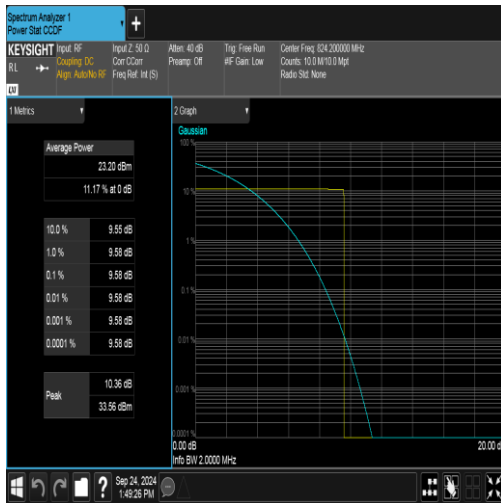 Spectrum Analyzer 1
Power Stat CCDF
+
KEYSIGHT
RL
LXI
Input: RF
Coupling: DC
Align: Auto/No RF
Input Z: 50 Ω
Corr CCorr
Freq Ref: Int (S)
Atten: 40 dB
Preamp: Off
Trig: Free Run
#IF Gain: Low
Center Freq: 824.200000 MHz
Counts: 10.0 M/10.0 Mpt
Radio Std: None
1 Metrics
Average Power
23.20 dBm
11.17 % at 0 dB
10.0 % 9.55 dB
1.0 % 9.58 dB
0.1 % 9.58 dB
0.01 % 9.58 dB
0.001 % 9.58 dB
0.0001 % 9.58 dB
Peak
10.36 dB
33.56 dBm
2 Graph
Gaussian
100 %
10 %
1 %
0.1 %
0.01 %
0.001 %
0.0001 %
0.00 dB
20.00 d
Info BW 2.0000 MHz
?
Sep 24, 2024
1:49:26 PM